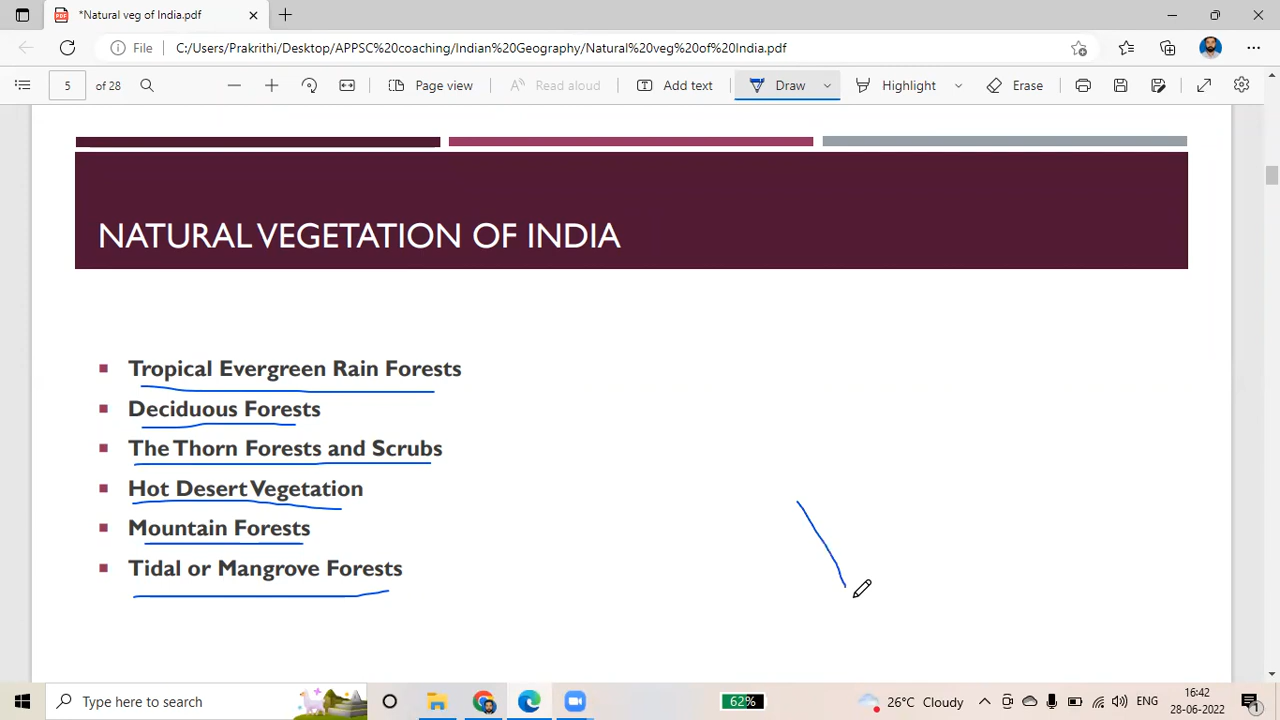 *Natural veg of India.pdf
File C:/Users/Prakrithi/Desktop/APPSC%20coaching/Indian%20Geography/Natural%20veg%20of%20India.pdf
5 of 28 Page view Read aloud Add text Draw Highlight Erase
NATURAL VEGETATION OF INDIA
Tropical Evergreen Rain Forests
Deciduous Forests
The Thorn Forests and Scrubs
Hot Desert Vegetation
Mountain Forests
Tidal or Mangrove Forests
Type here to search 62% 26°C Cloudy ENG 16:42
28-06-2022 1